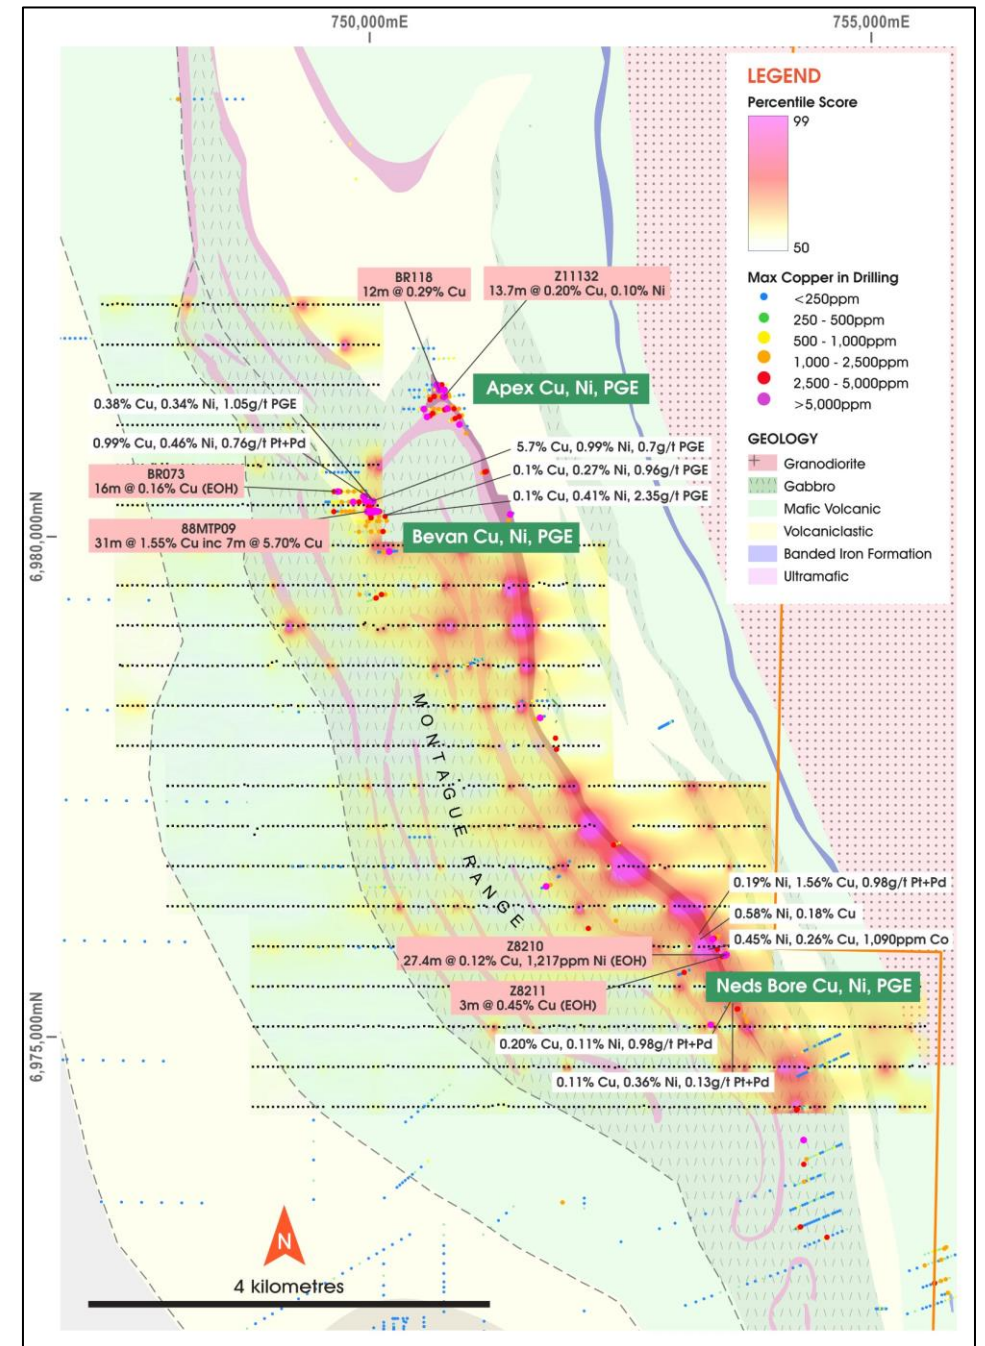 750,000mE
755,000mE
LEGEND
Percentile Score
99
50
Max Copper in Drilling
<250ppm
250 - 500ppm
500 - 1,000ppm
1,000 - 2,500ppm
2,500 - 5,000ppm
>5,000ppm
GEOLOGY
Granodiorite
Gabbro
Mafic Volcanic
Volcaniclastic
Banded Iron Formation
Ultramafic
BR118
12m @ 0.29% Cu
Z11132
13.7m @ 0.20% Cu, 0.10% Ni
Apex Cu, Ni, PGE
0.38% Cu, 0.34% Ni, 1.05g/t PGE
0.99% Cu, 0.46% Ni, 0.76g/t Pt+Pd
BR073
16m @ 0.16% Cu (EOH)
88MTP09
31m @ 1.55% Cu inc 7m @ 5.70% Cu
5.7% Cu, 0.99% Ni, 0.7g/t PGE
0.1% Cu, 0.27% Ni, 0.96g/t PGE
0.1% Cu, 0.41% Ni, 2.35g/t PGE
Bevan Cu, Ni, PGE
6,980,000mN
MONTAGUE RANGE
0.19% Ni, 1.56% Cu, 0.98g/t Pt+Pd
0.58% Ni, 0.18% Cu
0.45% Ni, 0.26% Cu, 1,090ppm Co
Z8210
27.4m @ 0.12% Cu, 1,217ppm Ni (EOH)
Z8211
3m @ 0.45% Cu (EOH)
Neds Bore Cu, Ni, PGE
0.20% Cu, 0.11% Ni, 0.98g/t Pt+Pd
0.11% Cu, 0.36% Ni, 0.13g/t Pt+Pd
6,975,000mN
N
4 kilometres